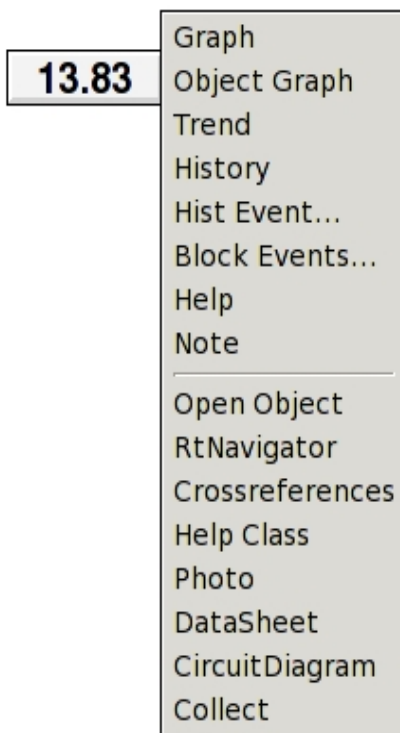 13.83
Graph
Object Graph
Trend
History
Hist Event...
Block Events...
Help
Note
Open Object
RtNavigator
Crossreferences
Help Class
Photo
DataSheet
CircuitDiagram
Collect